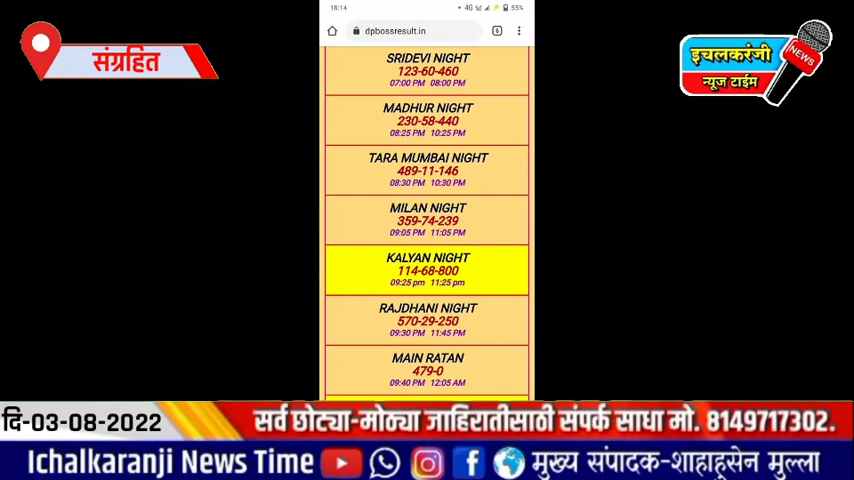 18:14
4G
55%
संग्रहित
dpbossresult.in
6
इचलकरंजी
न्यूज टाईम
NEWS
SRIDEVI NIGHT
123-60-460
07:00 PM 08:00 PM
MADHUR NIGHT
230-58-440
08:25 PM 10:25 PM
TARA MUMBAI NIGHT
489-11-146
08:30 PM 10:30 PM
MILAN NIGHT
359-74-239
09:05 PM 11:05 PM
KALYAN NIGHT
114-68-800
09:25 pm 11:25 pm
RAJDHANI NIGHT
570-29-250
09:30 PM 11:45 PM
MAIN RATAN
479-0
09:40 PM 12:05 AM
दि-03-08-2022
सर्व छोट्या-मोठ्या जाहिरातीसाठी संपर्क साधा मो. 8149717302.
Ichalkaranji News Time
मुख्य संपादक-शाहाहूसेन मुल्ला